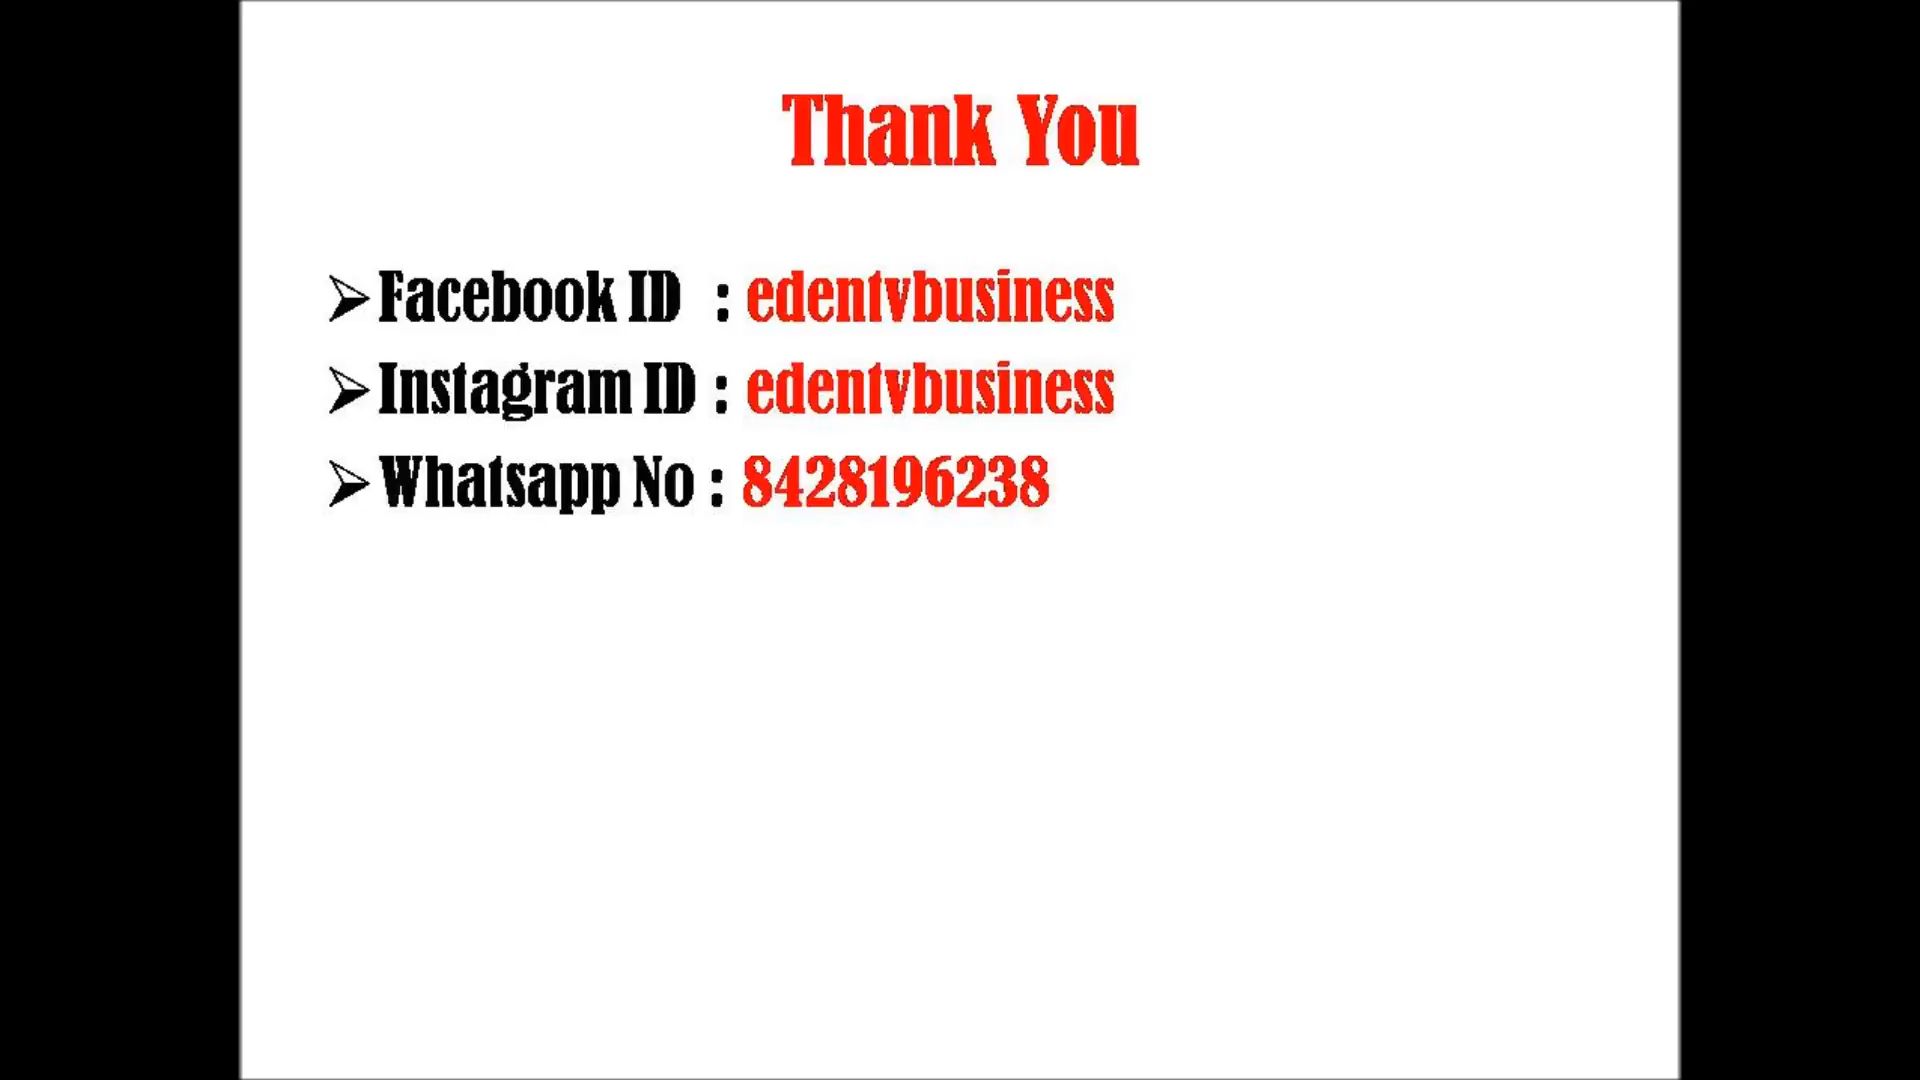 Thank You
➢Facebook ID : edentvbusiness
➢Instagram ID : edentvbusiness
➢Whatsapp No : 8428196238